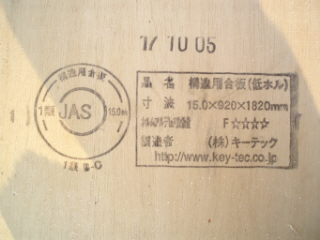 17 10 05
構造用合板
1類 JAS 15.0m
1級 C-C
品名 構造用合板(低ホル)
寸法 15.0×920×1820mm
F☆☆☆☆
製造者 (株)キーテック
http://www.key-tec.co.jp